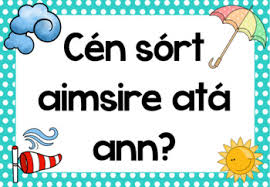 Cén sórt
aimsire atá
ann?